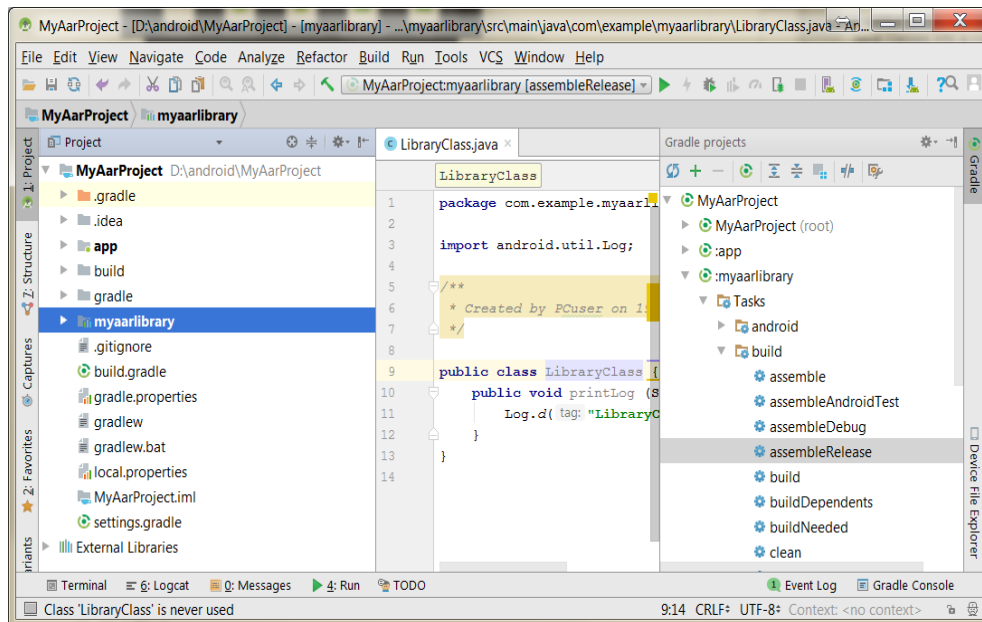 MyAarProject - [D:\android\MyAarProject] - [myaarlibrary] - ...\myaarlibrary\src\main\java\com\example\myaarlibrary\LibraryClass.java - An...
File Edit View Navigate Code Analyze Refactor Build Run Tools VCS Window Help
MyAarProject:myaarlibrary [assembleRelease]
MyAarProject myaarlibrary
1: Project
Z: Structure
Captures
2: Favorites
riants
Project
MyAarProject D:\android\MyAarProject
.gradle
.idea
app
build
gradle
myaarlibrary
.gitignore
build.gradle
gradle.properties
gradlew
gradlew.bat
local.properties
MyAarProject.iml
settings.gradle
External Libraries
LibraryClass.java
LibraryClass
1 package com.example.myaarli
2
3 import android.util.Log;
4
5 /**
6 * Created by PCuser on 1
7 */
8
9 public class LibraryClass {
10 public void printLog (S
11 Log.d( tag: "LibraryC
12 }
13 }
14
Gradle projects
MyAarProject
MyAarProject (root)
:app
:myaarlibrary
Tasks
android
build
assemble
assembleAndroidTest
assembleDebug
assembleRelease
build
buildDependents
buildNeeded
clean
Gradle
Device File Explorer
Terminal 6: Logcat 0: Messages 4: Run TODO 1 Event Log Gradle Console
Class 'LibraryClass' is never used 9:14 CRLF UTF-8 Context: <no context>